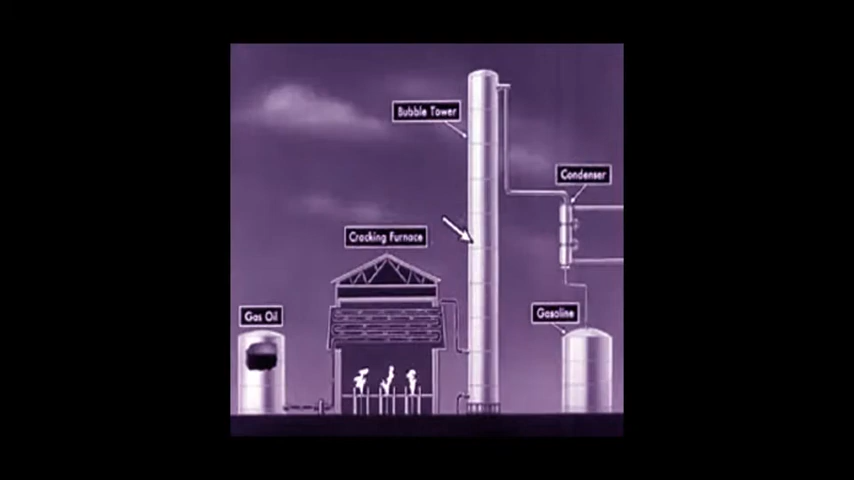 Bubble Tower
Condenser
Cracking Furnace
Gas Oil
Gasoline